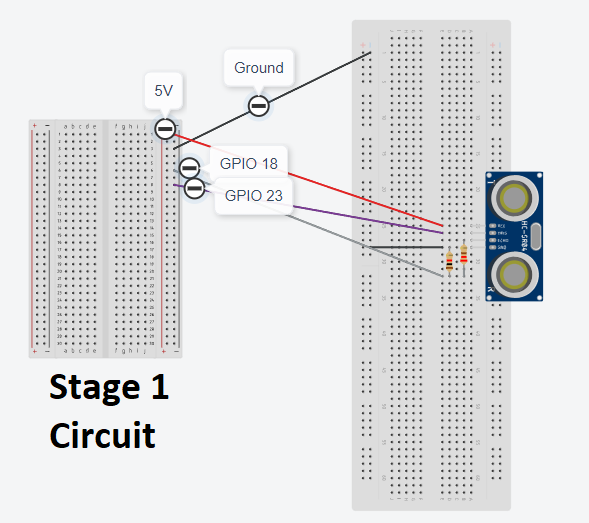 Ground
5V
GPIO 18
GPIO 23
HC-SR04
VCC
TRIG
ECHO
GND
a b c d e
f g h i j
a b c d e
f g h i j
Stage 1
Circuit